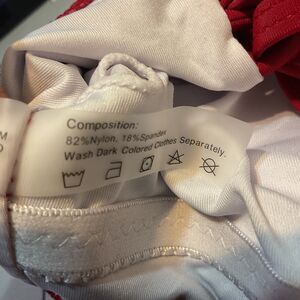 M
Composition:
82%Nylon, 18%Spandex
Wash Dark Colored Clothes Separately.